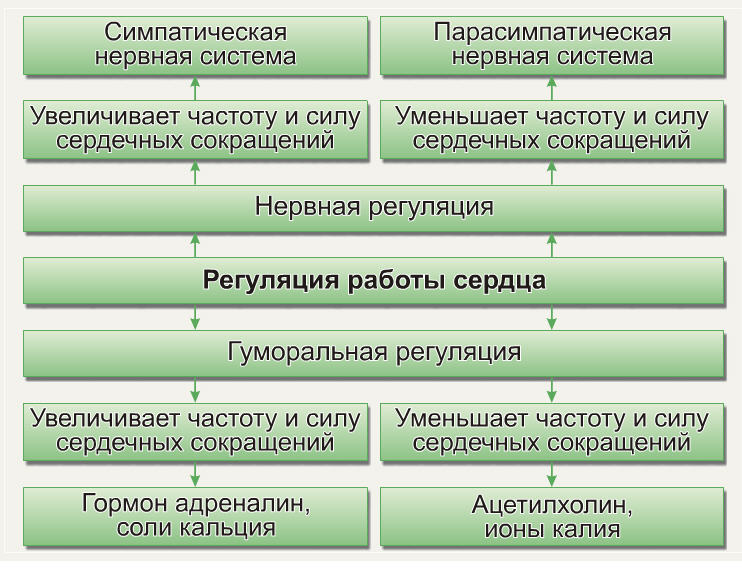 Симпатическая
нервная система
Парасимпатическая
нервная система
Увеличивает частоту и силу
сердечных сокращений
Уменьшает частоту и силу
сердечных сокращений
Нервная регуляция
Регуляция работы сердца
Гуморальная регуляция
Увеличивает частоту и силу
сердечных сокращений
Уменьшает частоту и силу
сердечных сокращений
Гормон адреналин,
соли кальция
Ацетилхолин,
ионы калия